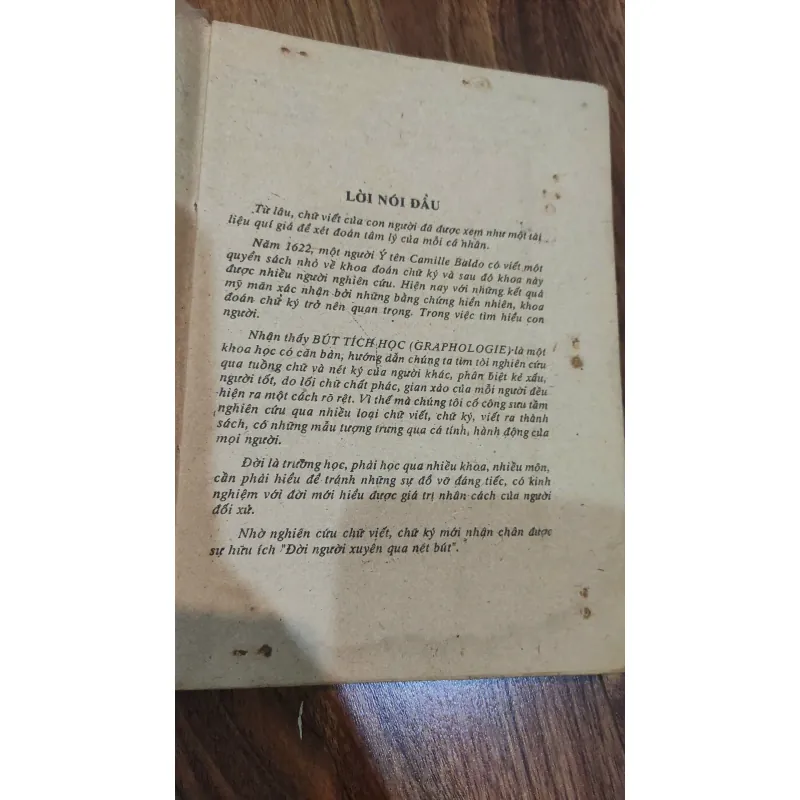 LỜI NÓI ĐẦU
Từ lâu, chữ viết của con người đã được xem như một tài
liệu quí giá để xét đoán tâm lý của mỗi cá nhân.
Năm 1622, một người Ý tên Camille Baldo có viết một
quyển sách nhỏ về khoa đoán chữ ký và sau đó khoa này
được nhiều người nghiên cứu. Hiện nay với những kết quả
mỹ mãn xác nhận bởi những bằng chứng hiển nhiên, khoa
đoán chữ ký trở nên quan trọng. Trong việc tìm hiểu con
người.
Nhận thấy BÚT TÍCH HỌC (GRAPHOLOGIE) là một
khoa học có căn bản, hướng dẫn chúng ta tìm tòi nghiên cứu
qua tuồng chữ và nét ký của người khác, phân biệt kẻ xấu,
người tốt, do lối chữ chất phác, gian xảo của mỗi người đều
hiện ra một cách rõ rệt. Vì thế mà chúng tôi cố công sưu tầm
nghiên cứu qua nhiều loại chữ viết, chữ ký, viết ra thành
sách, có những mẫu tượng trưng qua cá tính, hành động của
mọi người.
Đời là trường học, phải học qua nhiều khoa, nhiều môn,
cần phải hiểu để tránh những sự đổ vỡ đáng tiếc, có kinh
nghiệm với đời mới hiểu được giá trị nhân cách của người
đối xử.
Nhờ nghiên cứu chữ viết, chữ ký mới nhận chân được
sự hữu ích "Đời người xuyên qua nét bút".